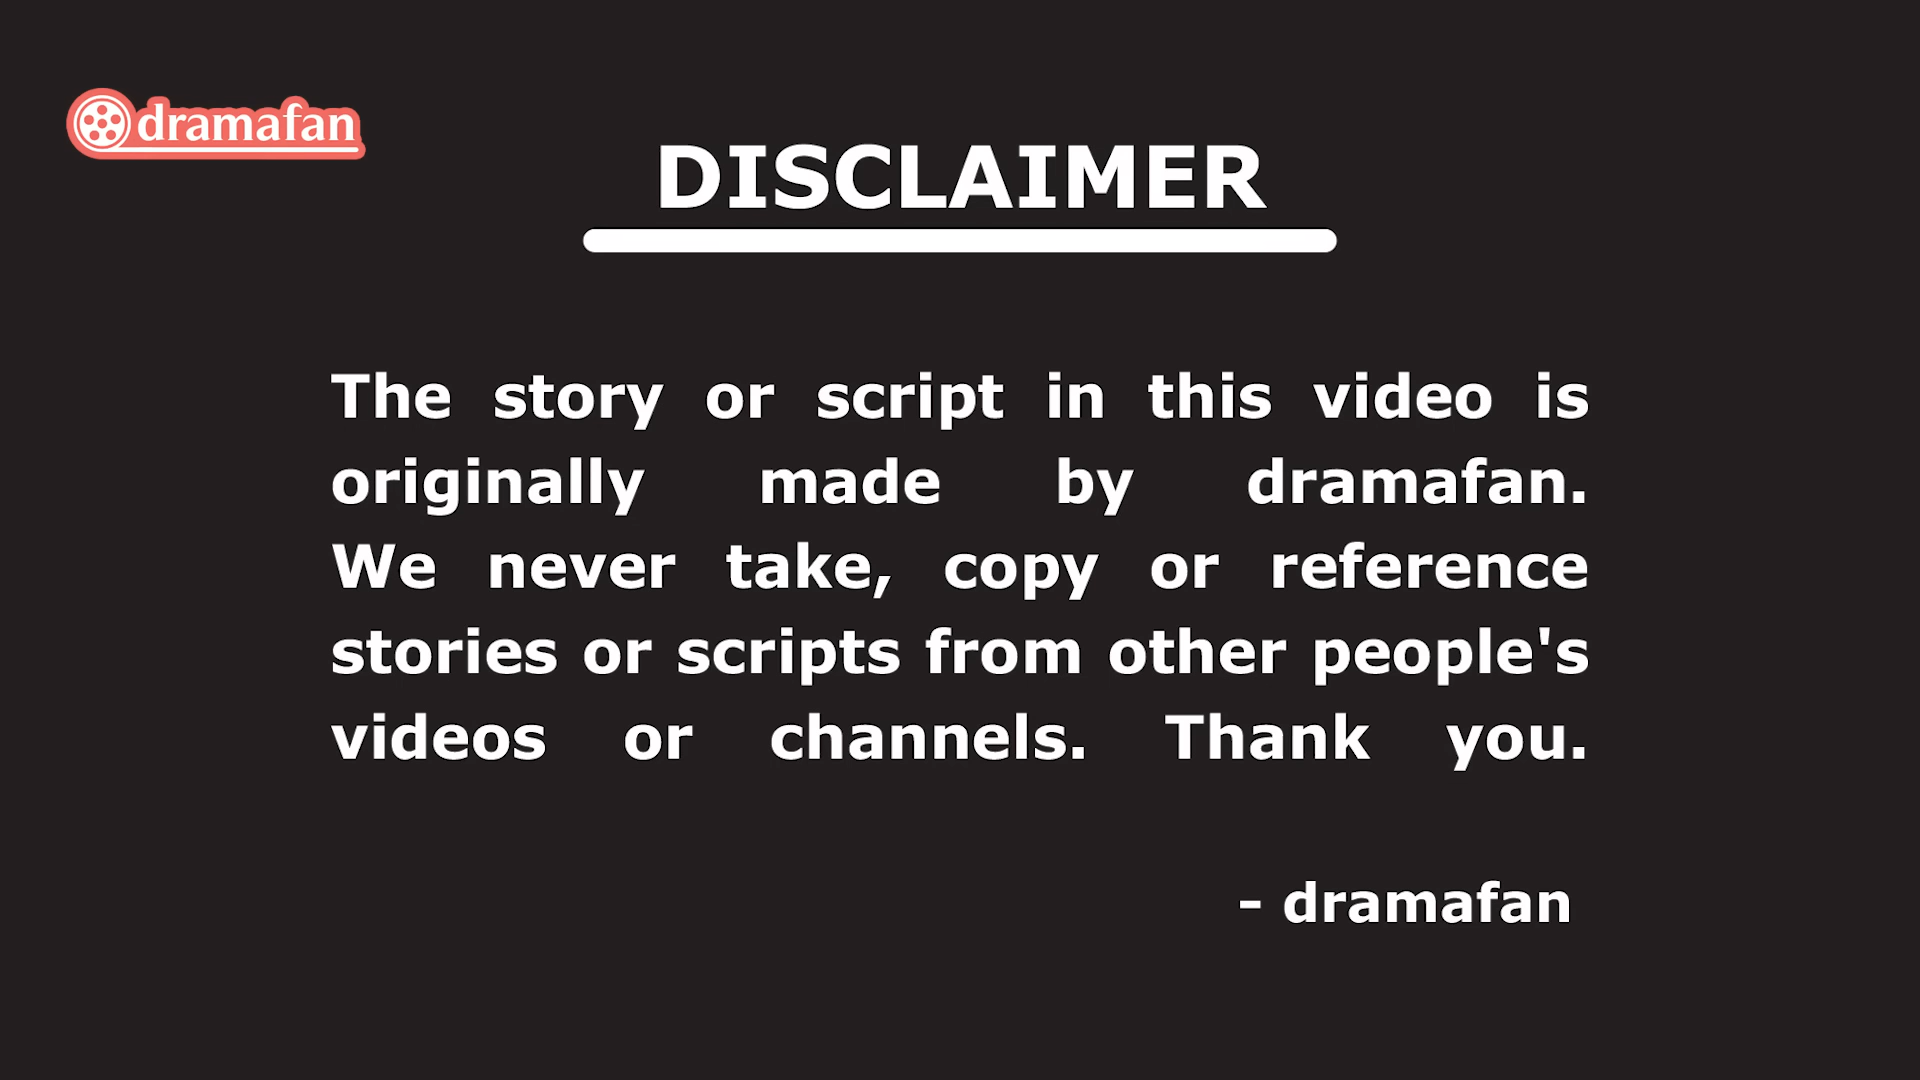 dramafan
DISCLAIMER
The story or script in this video is
originally made by dramafan.
We never take, copy or reference
stories or scripts from other people's
videos or channels. Thank you.
- dramafan